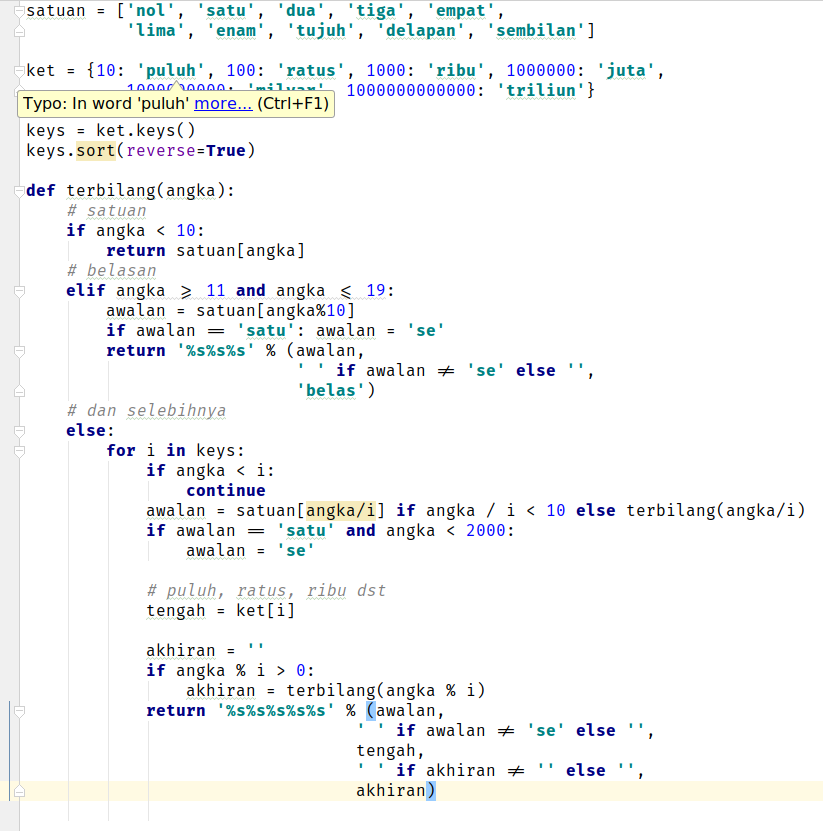 satuan = ['nol', 'satu', 'dua', 'tiga', 'empat',
'lima', 'enam', 'tujuh', 'delapan', 'sembilan']
ket = {10: 'puluh', 100: 'ratus', 1000: 'ribu', 1000000: 'juta',
1000000000: 'milyar', 1000000000000: 'triliun'}
Typo: In word 'puluh' more... (Ctrl+F1)
keys = ket.keys()
keys.sort(reverse=True)
def terbilang(angka):
# satuan
if angka < 10:
return satuan[angka]
# belasan
elif angka ⩾ 11 and angka ⩽ 19:
awalan = satuan[angka%10]
if awalan == 'satu': awalan = 'se'
return '%s%s%s' % (awalan,
' ' if awalan ≠ 'se' else '',
'belas')
# dan selebihnya
else:
for i in keys:
if angka < i:
continue
awalan = satuan[angka/i] if angka / i < 10 else terbilang(angka/i)
if awalan == 'satu' and angka < 2000:
awalan = 'se'
# puluh, ratus, ribu dst
tengah = ket[i]
akhiran = ''
if angka % i > 0:
akhiran = terbilang(angka % i)
return '%s%s%s%s%s' % (awalan,
' ' if awalan ≠ 'se' else '',
tengah,
' ' if akhiran ≠ '' else '',
akhiran)